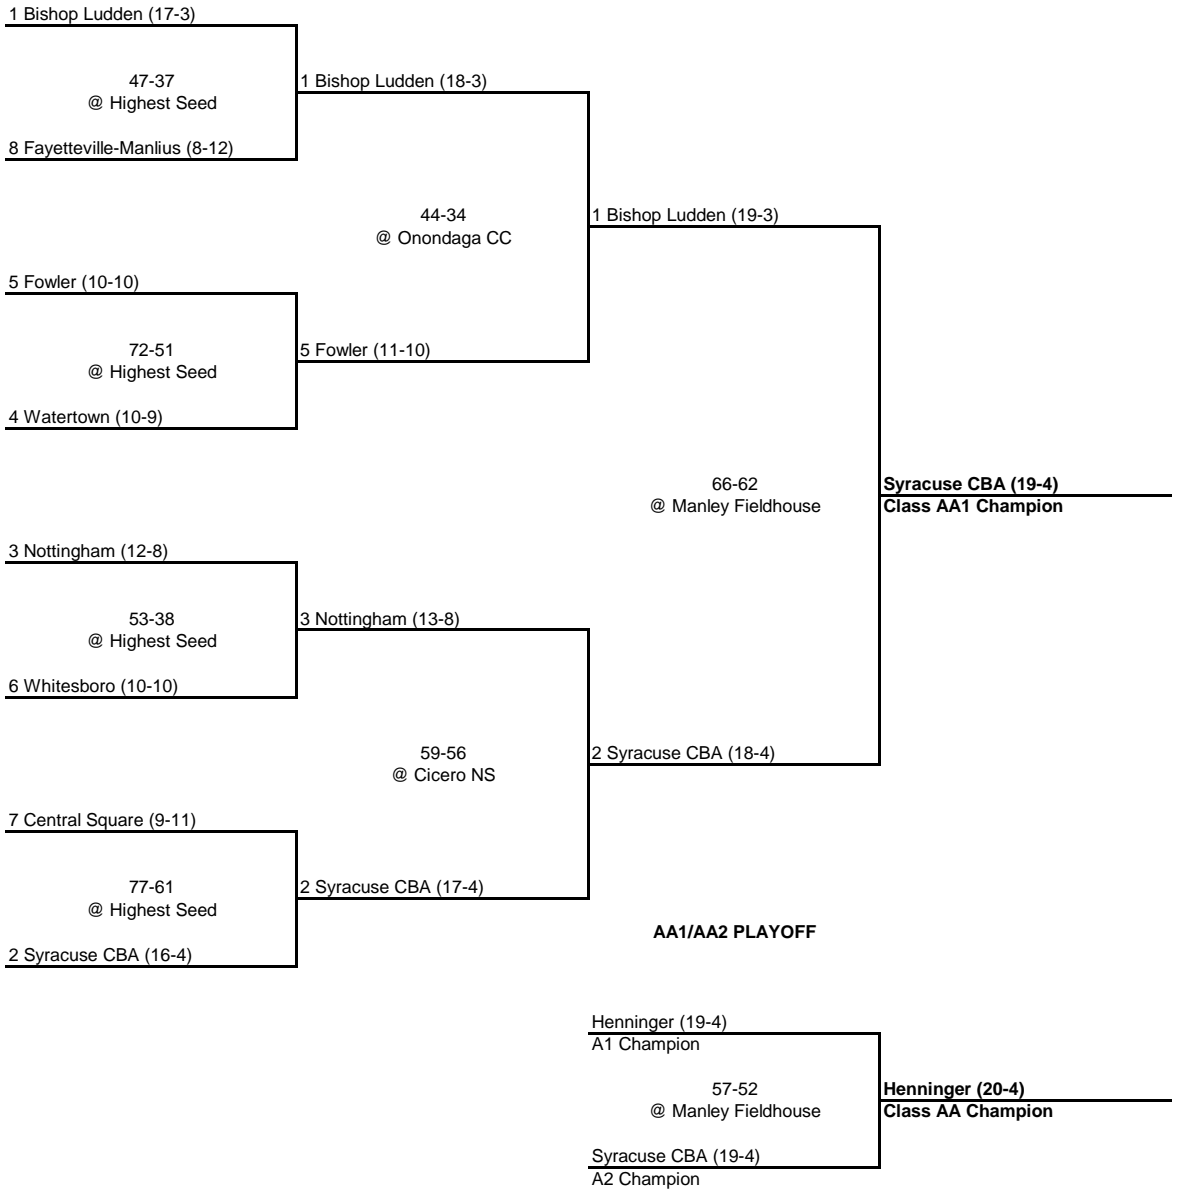 1 Bishop Ludden (17-3)
47-37
@ Highest Seed
1 Bishop Ludden (18-3)
8 Fayetteville-Manlius (8-12)
44-34
@ Onondaga CC
1 Bishop Ludden (19-3)
5 Fowler (10-10)
72-51
@ Highest Seed
5 Fowler (11-10)
4 Watertown (10-9)
66-62
@ Manley Fieldhouse
Syracuse CBA (19-4)
Class AA1 Champion
3 Nottingham (12-8)
53-38
@ Highest Seed
3 Nottingham (13-8)
6 Whitesboro (10-10)
59-56
@ Cicero NS
2 Syracuse CBA (18-4)
7 Central Square (9-11)
77-61
@ Highest Seed
2 Syracuse CBA (17-4)
2 Syracuse CBA (16-4)
AA1/AA2 PLAYOFF
Henninger (19-4)
A1 Champion
57-52
@ Manley Fieldhouse
Henninger (20-4)
Class AA Champion
Syracuse CBA (19-4)
A2 Champion